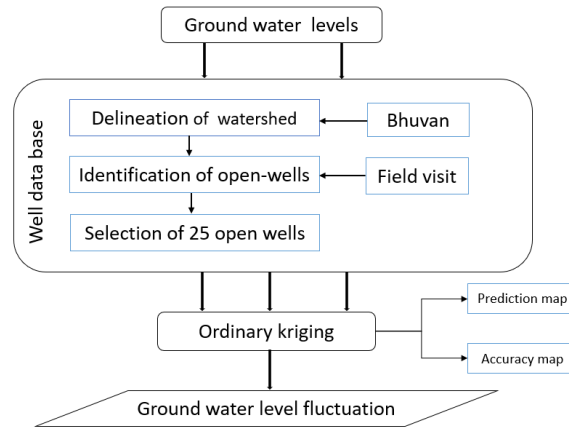 Ground water levels
Well data base
Delineation of watershed
Bhuvan
Identification of open-wells
Field visit
Selection of 25 open wells
Prediction map
Ordinary kriging
Accuracy map
Ground water level fluctuation